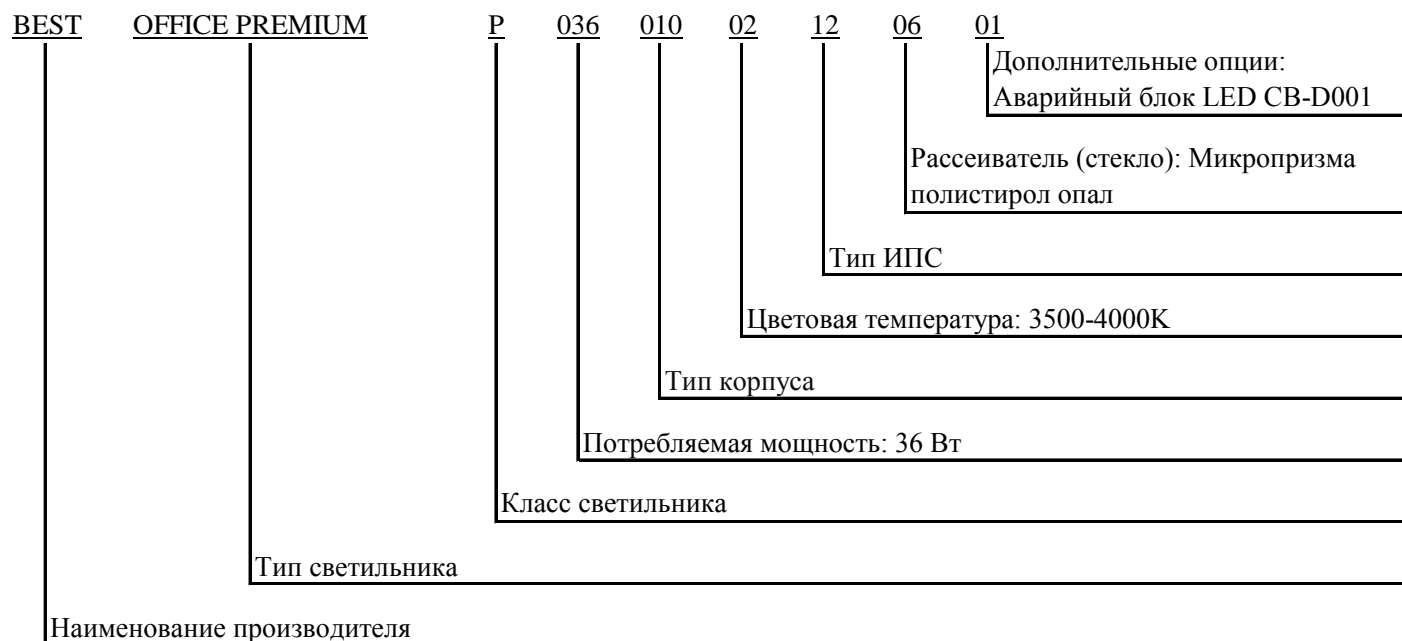 BEST OFFICE PREMIUM P 036 010 02 12 06 01
Дополнительные опции:
Аварийный блок LED CB-D001
Рассеиватель (стекло): Микропризма
полистирол опал
Тип ИПС
Цветовая температура: 3500-4000K
Тип корпуса
Потребляемая мощность: 36 Вт
Класс светильника
Тип светильника
Наименование производителя